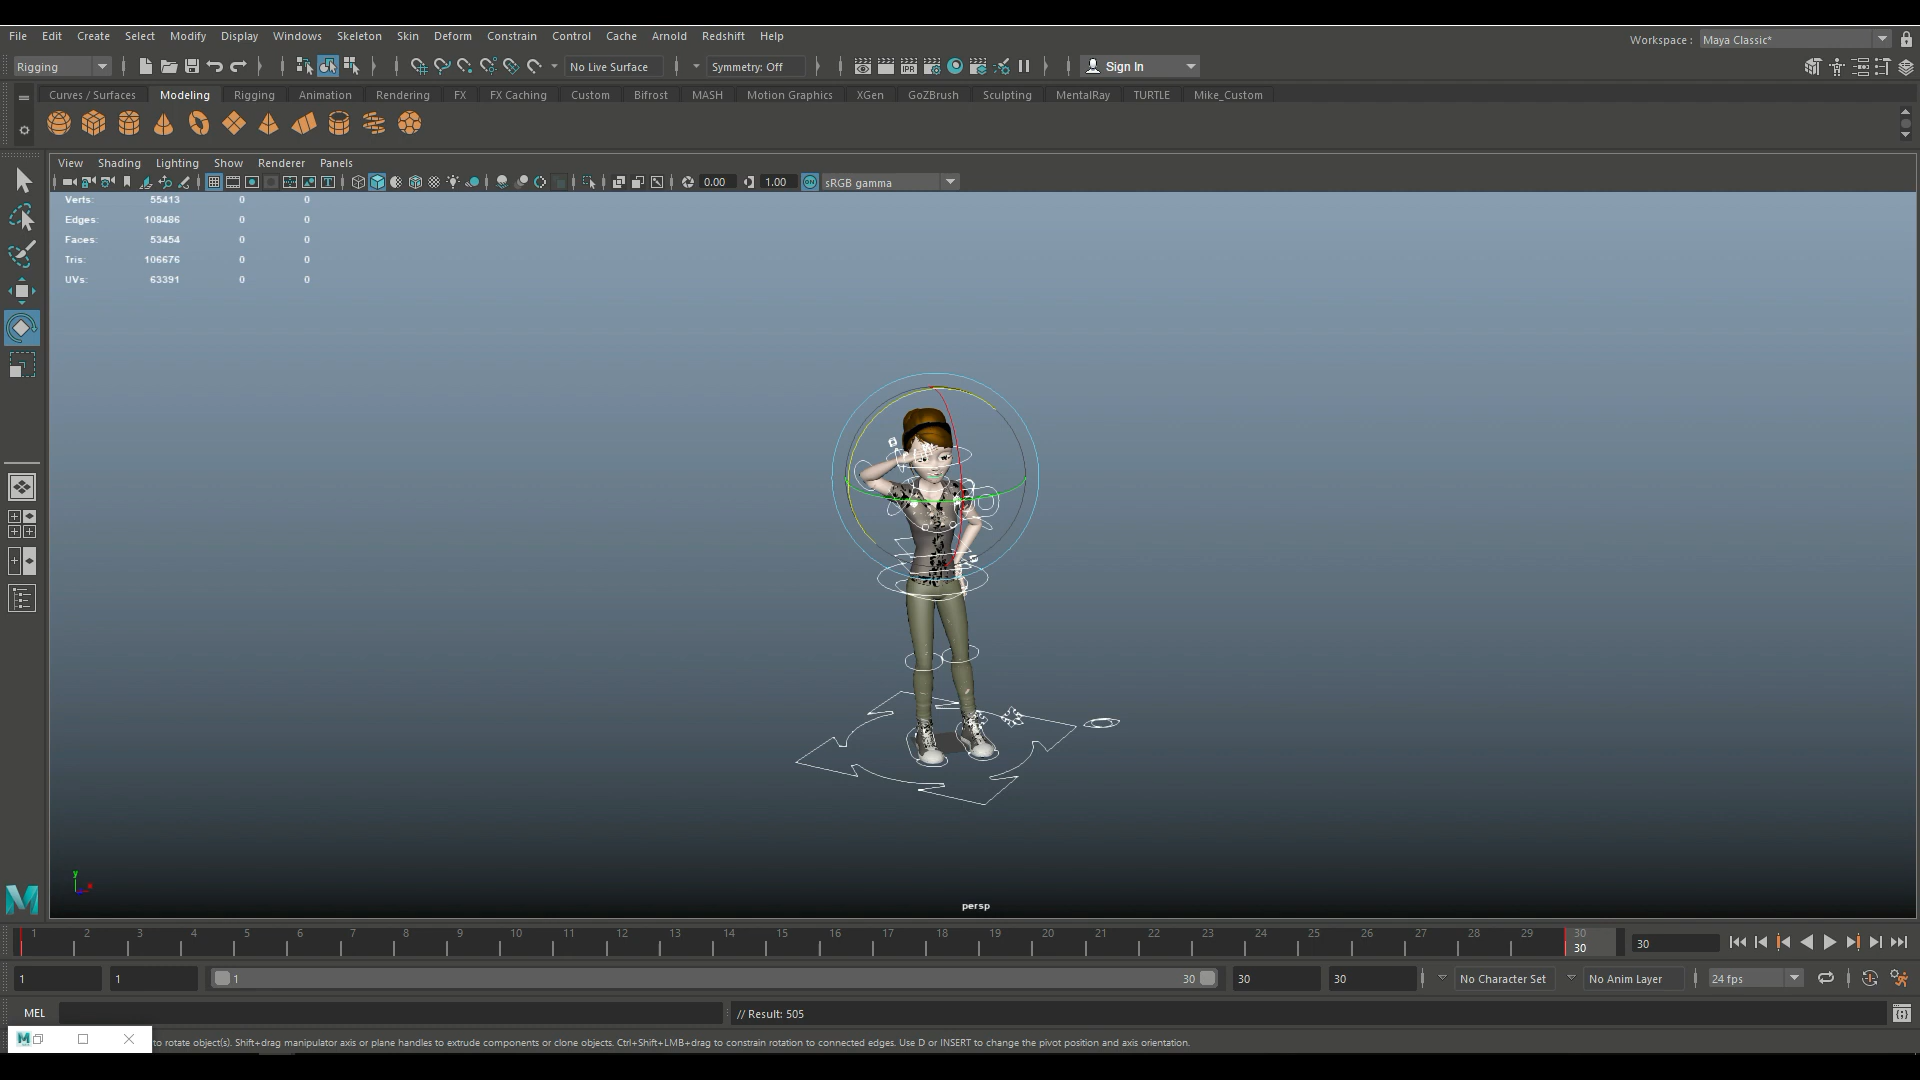 File Edit Create Select Modify Display Windows Skeleton Skin Deform Constrain Control Cache Arnold Redshift Help
Workspace : Maya Classic*
Rigging No Live Surface Symmetry: Off IPR Sign In
Curves / Surfaces Modeling Rigging Animation Rendering FX FX Caching Custom Bifrost MASH Motion Graphics XGen GoZBrush Sculpting MentalRay TURTLE Mike_Custom
View Shading Lighting Show Renderer Panels
0.00 1.00 ON sRGB gamma
Verts: 55413 0 0
Edges: 108486 0 0
Faces: 53454 0 0
Tris: 106676 0 0
UVs: 63391 0 0
y
x
persp
1 2 3 4 5 6 7 8 9 10 11 12 13 14 15 16 17 18 19 20 21 22 23 24 25 26 27 28 29 30
30 30
1 1 1 30 30 30 No Character Set No Anim Layer 24 fps
MEL // Result: 505
to rotate object(s). Shift+drag manipulator axis or plane handles to extrude components or clone objects. Ctrl+Shift+LMB+drag to constrain rotation to connected edges. Use D or INSERT to change the pivot position and axis orientation.